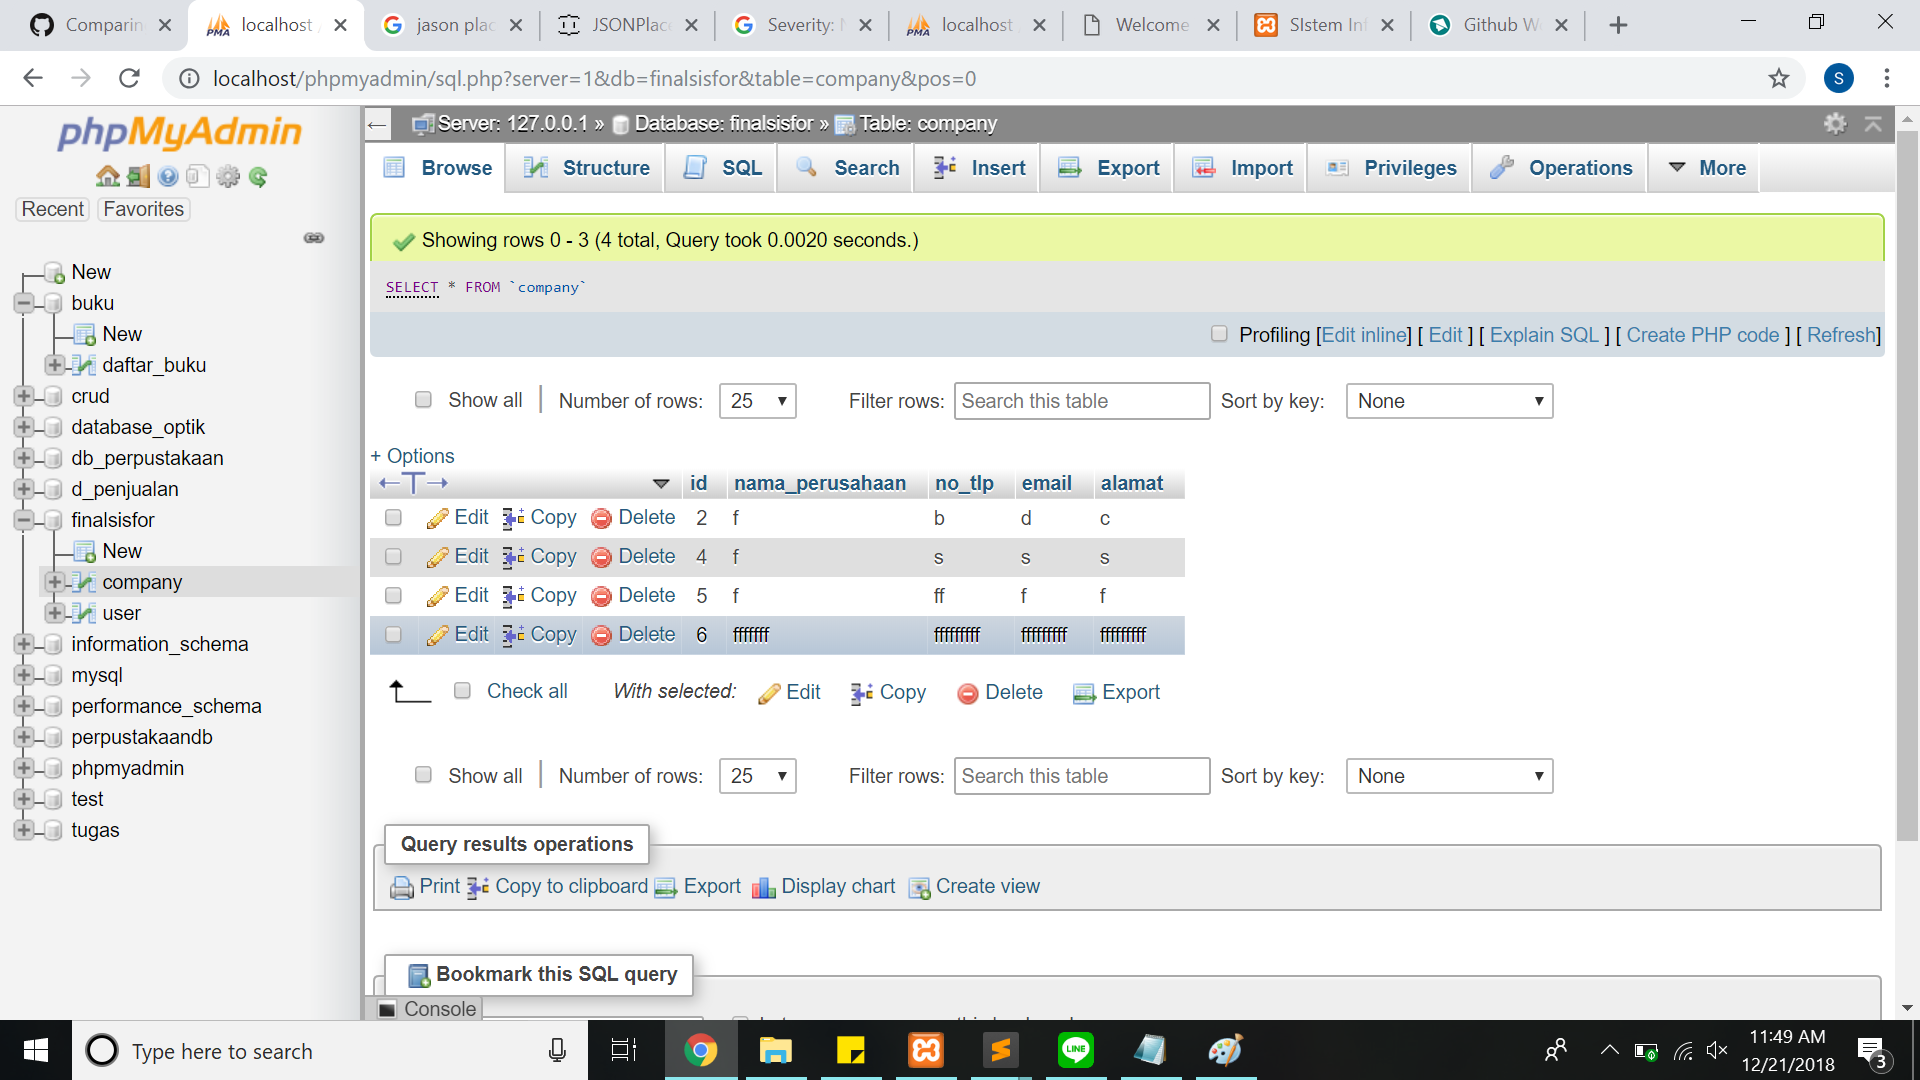 Comparin
localhost /
jason plac
JSONPlace
Severity: N
localhost
Welcome
SIstem Inf
Github We
localhost/phpmyadmin/sql.php?server=1&db=finalsisfor&table=company&pos=0
S
phpMyAdmin
Recent
Favorites
New
buku
New
daftar_buku
crud
database_optik
db_perpustakaan
d_penjualan
finalsisfor
New
company
user
information_schema
mysql
performance_schema
perpustakaandb
phpmyadmin
test
tugas
Server: 127.0.0.1 » Database: finalsisfor » Table: company
Browse Structure SQL Search Insert Export Import Privileges Operations More
Showing rows 0 - 3 (4 total, Query took 0.0020 seconds.)
SELECT * FROM `company`
Profiling [Edit inline] [ Edit ] [ Explain SQL ] [ Create PHP code ] [ Refresh]
Show all Number of rows: 25 Filter rows: Search this table Sort by key: None
+ Options
id nama_perusahaan no_tlp email alamat
Edit Copy Delete 2 f b d c
Edit Copy Delete 4 f s s s
Edit Copy Delete 5 f ff f f
Edit Copy Delete 6 fffffff fffffffff fffffffff fffffffff
Check all With selected: Edit Copy Delete Export
Show all Number of rows: 25 Filter rows: Search this table Sort by key: None
Query results operations
Print Copy to clipboard Export Display chart Create view
Bookmark this SQL query
Console
Type here to search
LINE
11:49 AM
12/21/2018
3